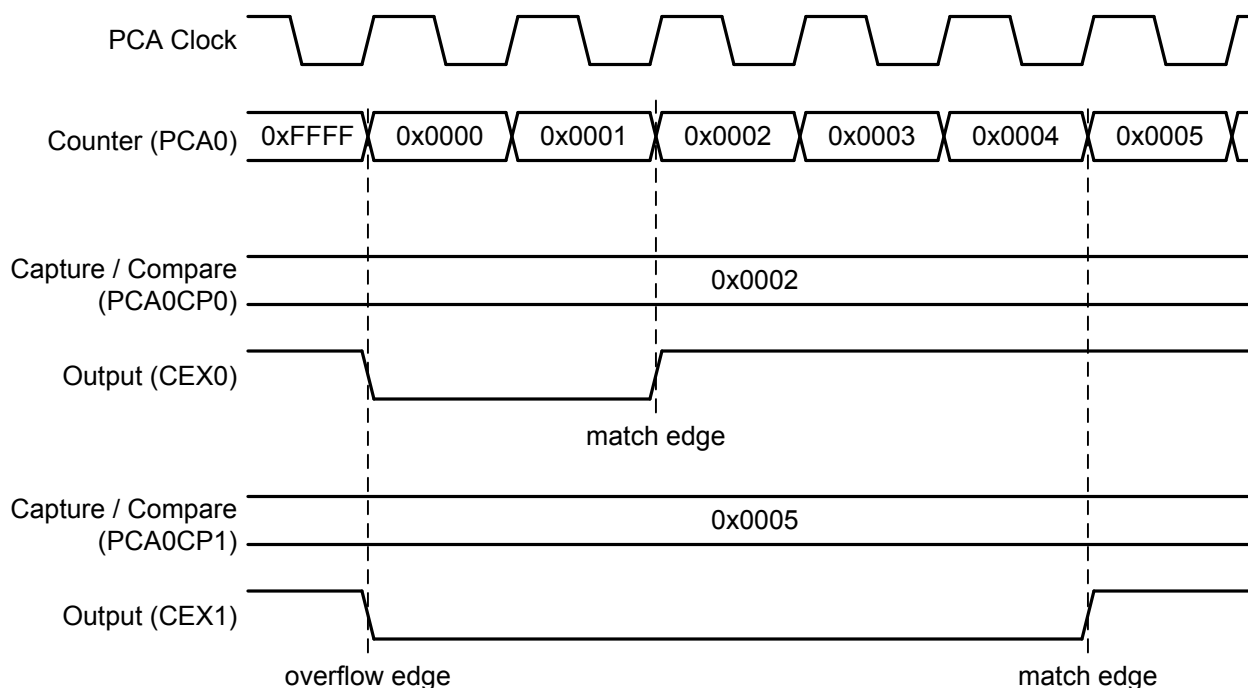 PCA Clock
Counter (PCA0) 0xFFFF 0x0000 0x0001 0x0002 0x0003 0x0004 0x0005
Capture / Compare
(PCA0CP0)
0x0002
Output (CEX0)
match edge
Capture / Compare
(PCA0CP1)
0x0005
Output (CEX1)
overflow edge match edge